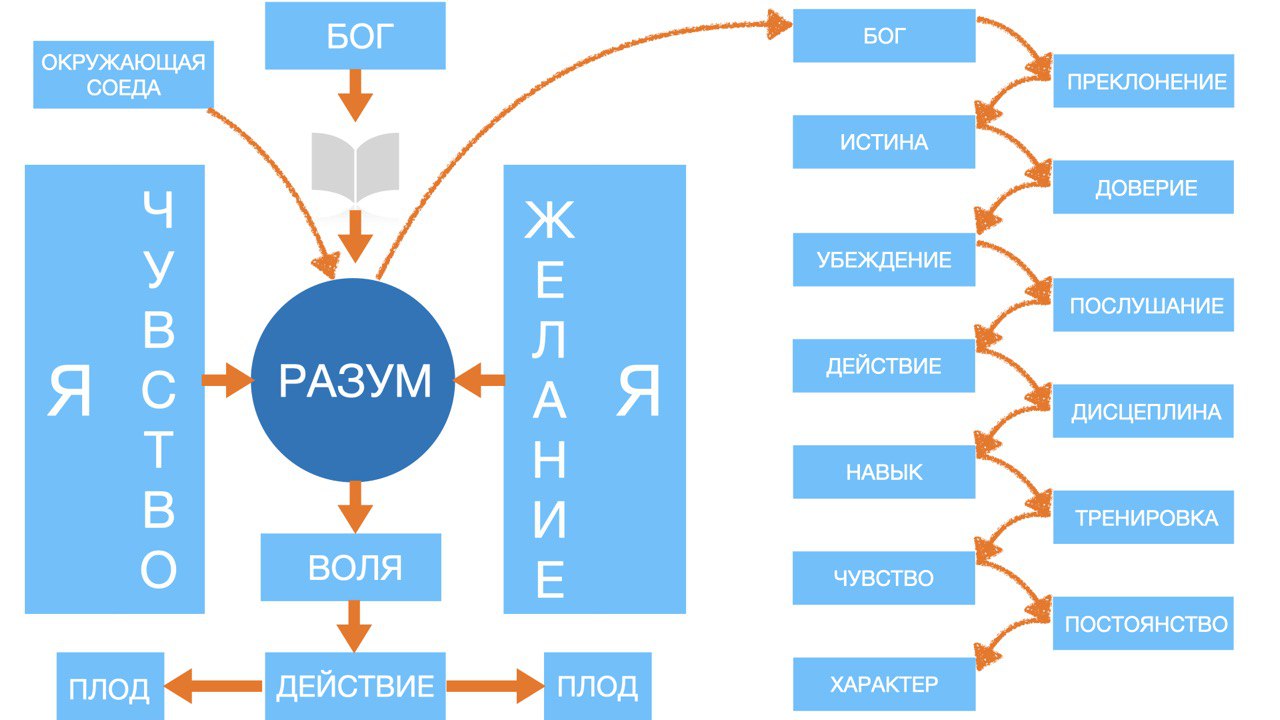 БОГ
ОКРУЖАЮЩАЯ
СОЕДА
Я
ЧУВСТВО
РАЗУМ
ЖЕЛАНИЕ
Я
ВОЛЯ
ПЛОД
ДЕЙСТВИЕ
ПЛОД
БОГ
ПРЕКЛОНЕНИЕ
ИСТИНА
ДОВЕРИЕ
УБЕЖДЕНИЕ
ПОСЛУШАНИЕ
ДЕЙСТВИЕ
ДИСЦЕПЛИНА
НАВЫК
ТРЕНИРОВКА
ЧУВСТВО
ПОСТОЯНСТВО
ХАРАКТЕР